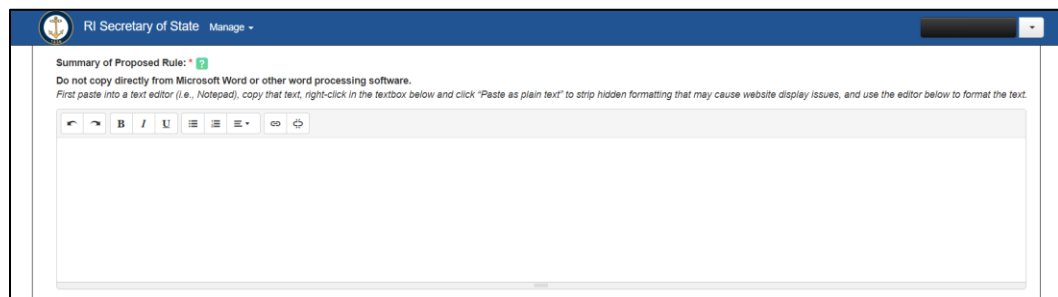 RI Secretary of State Manage
Summary of Proposed Rule: * ?
Do not copy directly from Microsoft Word or other word processing software.
First paste into a text editor (i.e., Notepad), copy that text, right-click in the textbox below and click "Paste as plain text" to strip hidden formatting that may cause website display issues, and use the editor below to format the text.
B I U